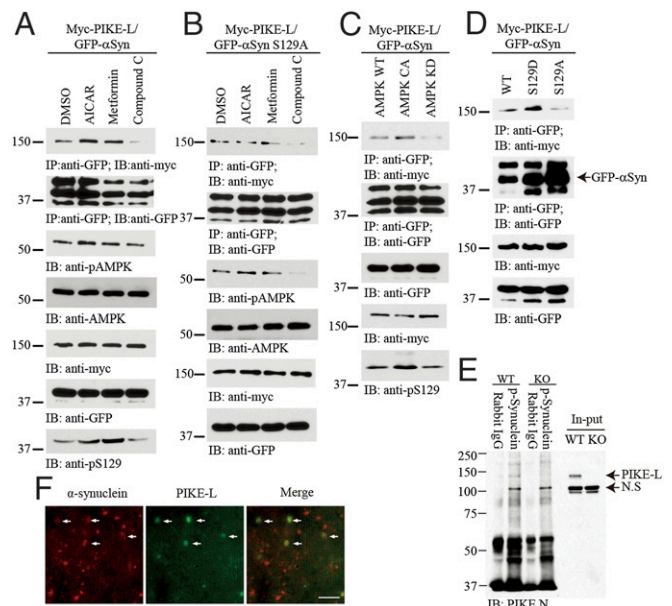 A
Myc-PIKE-L/
GFP-αSyn
DMSO
AICAR
Metformin
Compound C
150
IP:anti-GFP; IB:anti-myc
37
IP:anti-GFP; IB:anti-GFP
50
IB: anti-pAMPK
50
IB: anti-AMPK
150
IB: anti-myc
IB: anti-GFP
37
IB: anti-pS129
B
Myc-PIKE-L/
GFP-αSyn S129A
DMSO
AICAR
Metformin
Compound C
150
IP: anti-GFP;
IB: anti-myc
37
IP: anti-GFP;
IB: anti-GFP
50
IB: anti-pAMPK
50
IB: anti-AMPK
150
IB: anti-myc
37
IB: anti-GFP
C
Myc-PIKE-L/
GFP-αSyn
AMPK WT
AMPK CA
AMPK KD
150
IP: anti-GFP;
IB: anti-myc
37
IP: anti-GFP;
IB: anti-GFP
37
IB: anti-GFP
150
IB: anti-myc
37
IB: anti-pS129
D
Myc-PIKE-L/
GFP-αSyn
WT
S129D
S129A
150
IP: anti-GFP;
IB: anti-myc
GFP-αSyn
37
IP: anti-GFP;
IB: anti-GFP
150
IB: anti-myc
37
IB: anti-GFP
E
WT
KO
Rabbit IgG
p-Synuclein
Rabbit IgG
p-Synuclein
In-put
WT KO
250
150
100
75
50
37
PIKE-L
N.S
IB: PIKE N
F
α-synuclein
PIKE-L
Merge